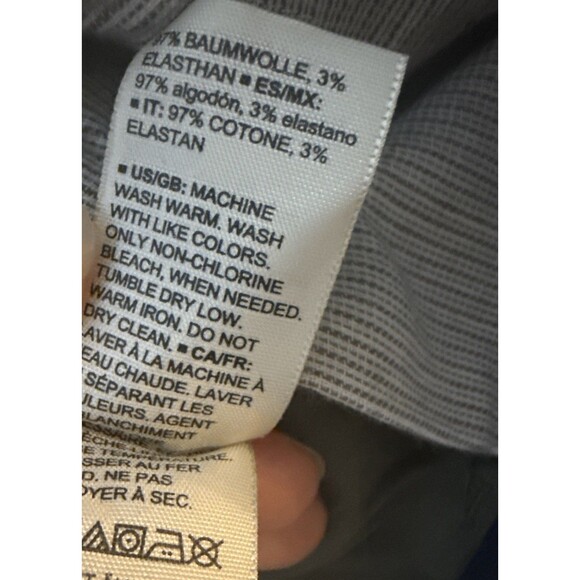 97% BAUMWOLLE, 3%
ELASTHAN ■ ES/MX:
97% algodón, 3% elastano
■ IT: 97% COTONE, 3%
ELASTAN
■ US/GB: MACHINE
WASH WARM. WASH
WITH LIKE COLORS.
ONLY NON-CHLORINE
BLEACH, WHEN NEEDED.
TUMBLE DRY LOW.
WARM IRON. DO NOT
DRY CLEAN. ■ CA/FR:
LAVER À LA MACHINE À
EAU CHAUDE. LAVER
SÉPARANT LES
ULEURS. AGENT
BLANCHIMENT
TEMPÉRATURE.
SSER AU FER
D. NE PAS
OYER À SEC.